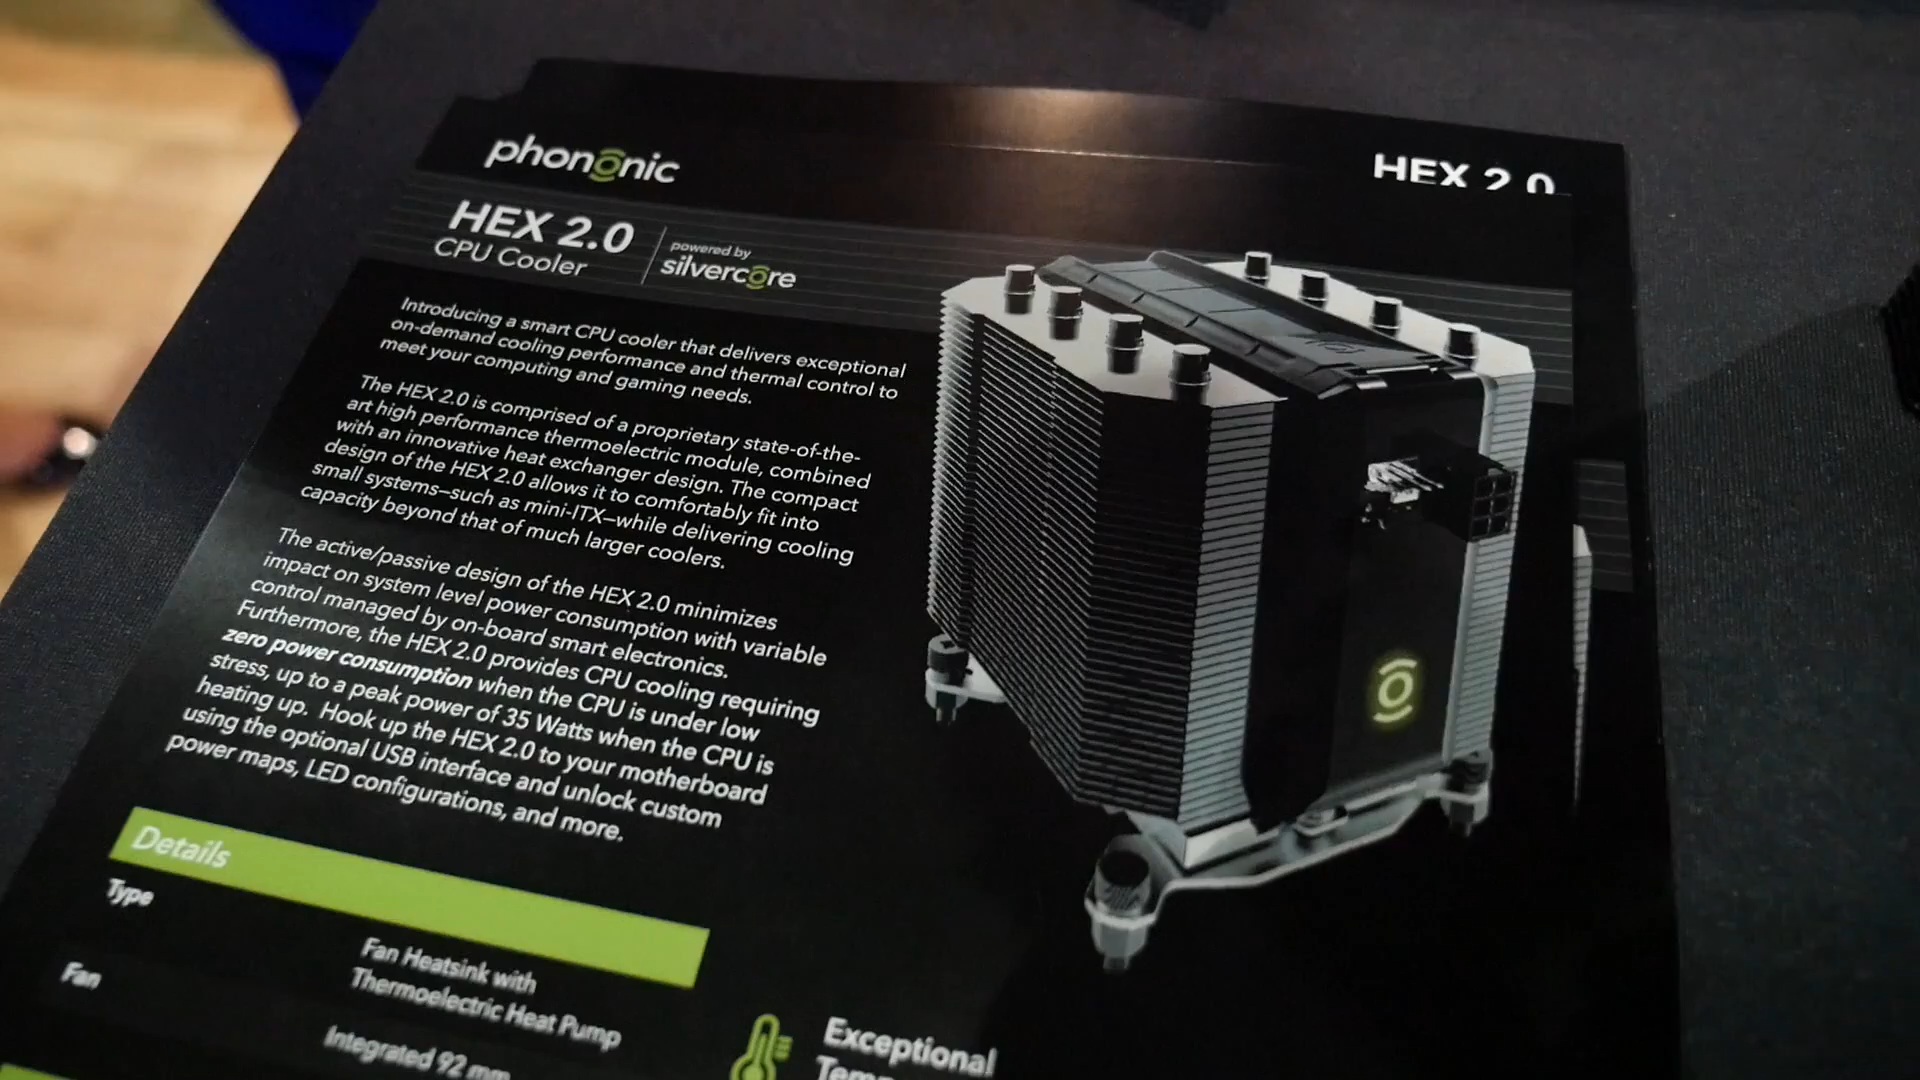 phononic
HEX 2.0
HEX 2.0
CPU Cooler
powered by
silvercore
Introducing a smart CPU cooler that delivers exceptional
on-demand cooling performance and thermal control to
meet your computing and gaming needs.
The HEX 2.0 is comprised of a proprietary state-of-the-
art high performance thermoelectric module, combined
with an innovative heat exchanger design. The compact
design of the HEX 2.0 allows it to comfortably fit into
small systems–such as mini-ITX–while delivering cooling
capacity beyond that of much larger coolers.
The active/passive design of the HEX 2.0 minimizes
impact on system level power consumption with variable
control managed by on-board smart electronics.
Furthermore, the HEX 2.0 provides CPU cooling requiring
zero power consumption when the CPU is under low
stress, up to a peak power of 35 Watts when the CPU is
heating up. Hook up the HEX 2.0 to your motherboard
using the optional USB interface and unlock custom
power maps, LED configurations, and more.
Details
Type
Fan Heatsink with
Thermoelectric Heat Pump
Fan
Integrated 92 mm
Exceptional